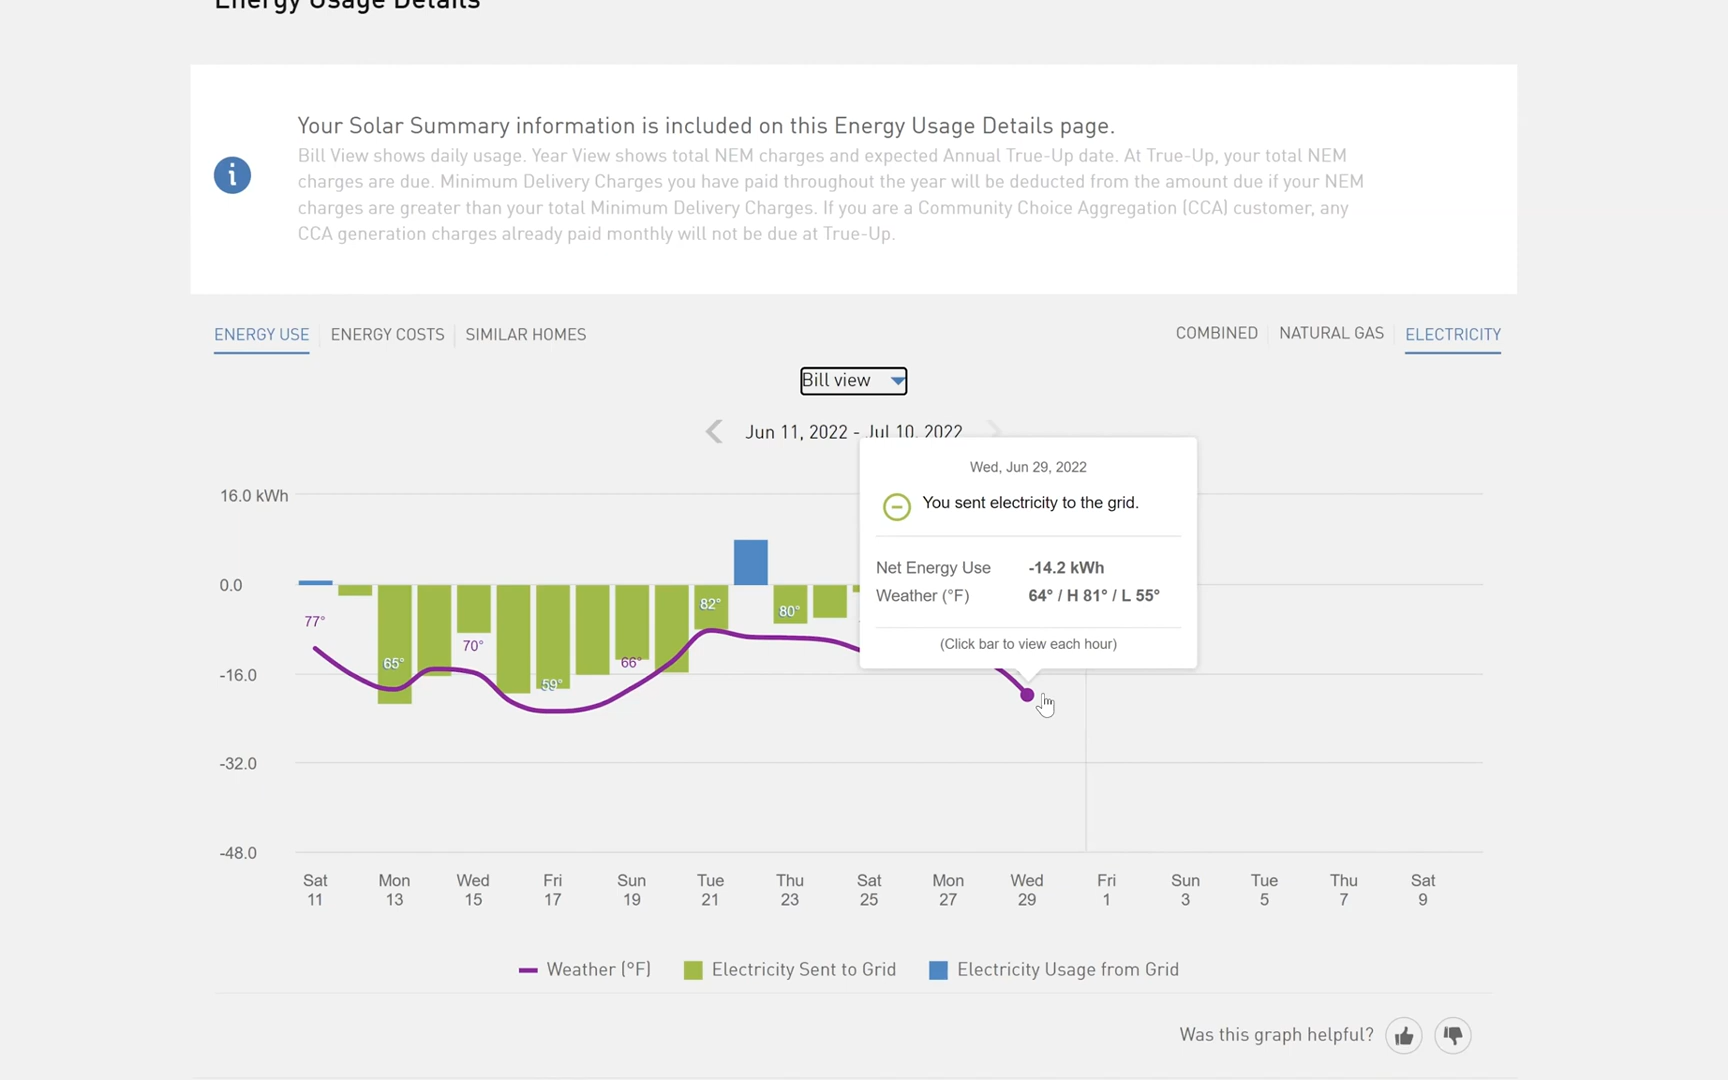 Energy Usage Details
Your Solar Summary information is included on this Energy Usage Details page.
Bill View shows daily usage. Year View shows total NEM charges and expected Annual True-Up date. At True-Up, your total NEM
charges are due. Minimum Delivery Charges you have paid throughout the year will be deducted from the amount due if your NEM
charges are greater than your total Minimum Delivery Charges. If you are a Community Choice Aggregation (CCA) customer, any
CCA generation charges already paid monthly will not be due at True-Up.
ENERGY USE ENERGY COSTS SIMILAR HOMES COMBINED NATURAL GAS ELECTRICITY
Bill view
Jun 11, 2022 - Jul 10, 2022
Wed, Jun 29, 2022
You sent electricity to the grid.
Net Energy Use -14.2 kWh
Weather (°F) 64° / H 81° / L 55°
(Click bar to view each hour)
16.0 kWh
0.0
-16.0
-32.0
-48.0
77°
65°
70°
59°
66°
82°
80°
Sat Mon Wed Fri Sun Tue Thu Sat Mon Wed Fri Sun Tue Thu Sat
11 13 15 17 19 21 23 25 27 29 1 3 5 7 9
Weather (°F) Electricity Sent to Grid Electricity Usage from Grid
Was this graph helpful?